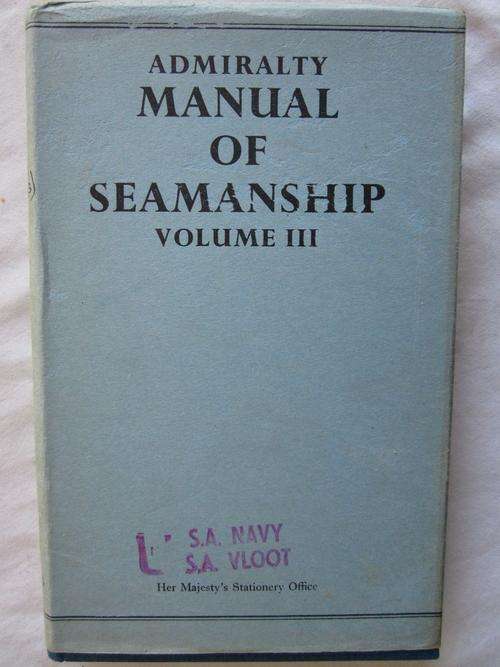 ADMIRALTY
MANUAL
OF
SEAMANSHIP
VOLUME III
S.A. NAVY
S.A. VLOOT
Her Majesty's Stationery Office